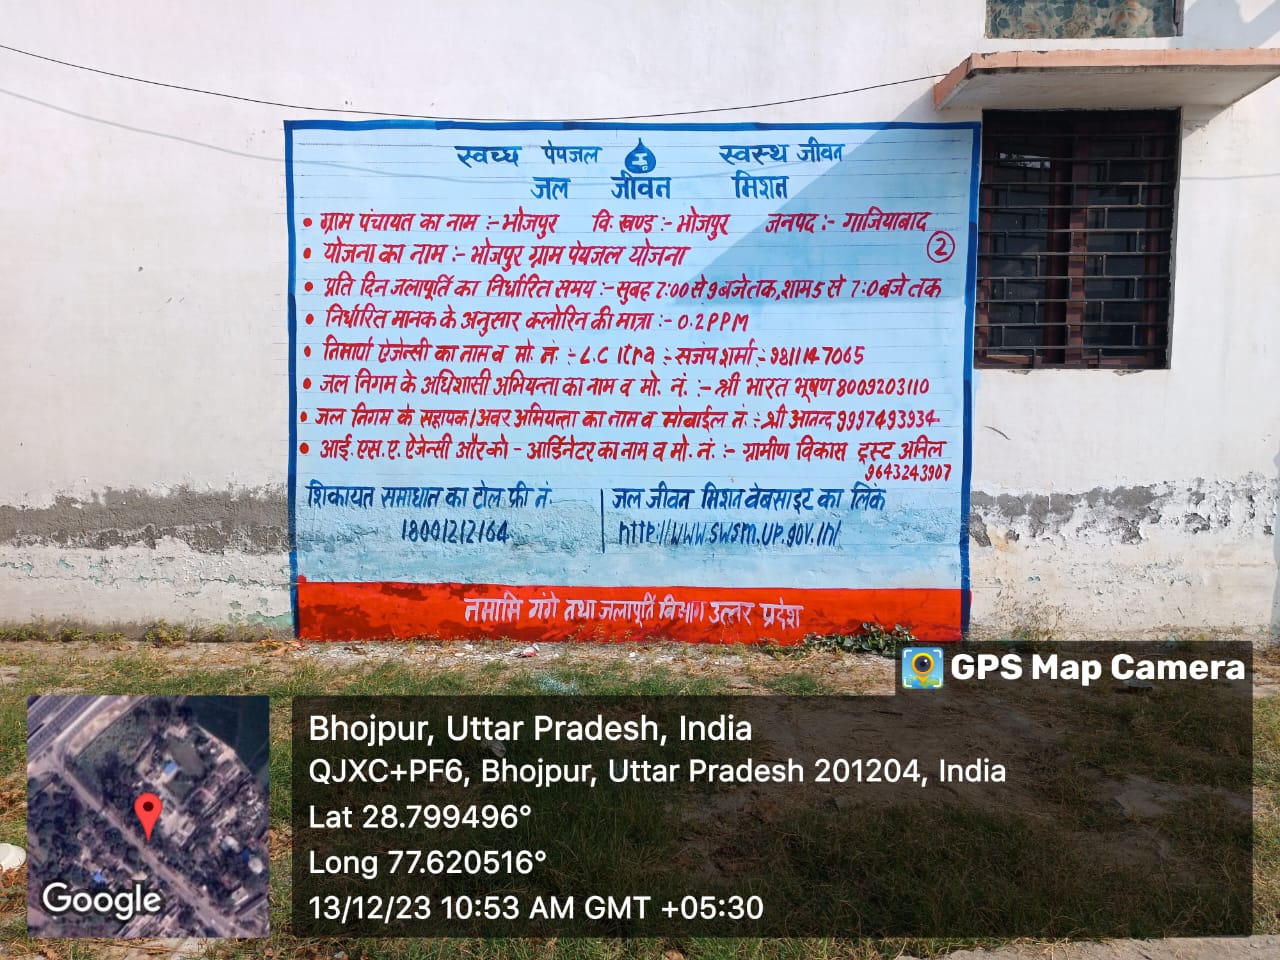 स्वच्छ पेयजल स्वस्थ जीवन
जल जीवन मिशन
• ग्राम पंचायत का नाम :- भोजपुर वि. खण्ड :- भोजपुर जनपद :- गाजियाबाद
②
• योजना का नाम :- भोजपुर ग्राम पेयजल योजना
• प्रति दिन जलापूर्ति का निर्धारित समय :- सुबह 7:00 से 9 बजे तक, शाम 5 से 7:0 बजे तक
• निर्धारित मानक के अनुसार क्लोरिन की मात्रा :- 0.2 PPM
• निमार्ण ऐजेन्सी का नाम व मो. नं :- L.C Itra :- संजय शर्मा :- 9811147065
• जल निगम के अधिशासी अभियन्ता का नाम व मो. नं. :- श्री भारत भूषण 8009203110
• जल निगम के सहायक/अवर अभियन्ता का नाम व मोबाईल नं :- श्री आनन्द 9997493934
• आई. एस. ए. ऐजेन्सी और को-आर्डिनेटर का नाम व मो. नं. :- ग्रामीण विकास ट्रस्ट अनिल
9643243907
शिकायत समाधान का टोल फ्री नं.
18001212164
जल जीवन मिशन वेबसाइट का लिंक
http://www.swsm.up.gov.in/
नमामि गंगे तथा जलापूर्ति विभाग उत्तर प्रदेश
GPS Map Camera
Bhojpur, Uttar Pradesh, India
QJXC+PF6, Bhojpur, Uttar Pradesh 201204, India
Lat 28.799496°
Long 77.620516°
13/12/23 10:53 AM GMT +05:30
Google